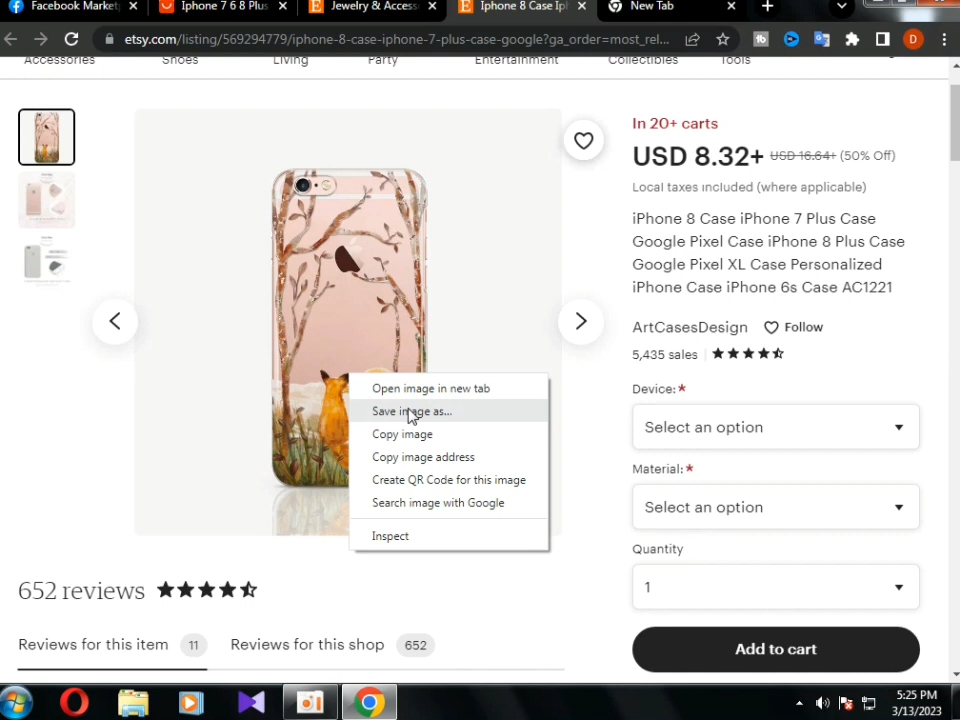 Facebook Market
Iphone 7 6 8 Plus
Jewelry & Access
Iphone 8 Case Iph
New Tab
etsy.com/listing/569294779/iphone-8-case-iphone-7-plus-case-google?ga_order=most_rel...
D
Accessories
Shoes
Living
Party
Entertainment
Collectibles
Tools
In 20+ carts
USD 8.32+ USD 16.64+ (50% Off)
Local taxes included (where applicable)
iPhone 8 Case iPhone 7 Plus Case
Google Pixel Case iPhone 8 Plus Case
Google Pixel XL Case Personalized
iPhone Case iPhone 6s Case AC1221
ArtCasesDesign Follow
5,435 sales
Device: *
Select an option
Material: *
Select an option
Quantity
1
Add to cart
Open image in new tab
Save image as...
Copy image
Copy image address
Create QR Code for this image
Search image with Google
Inspect
652 reviews
Reviews for this item 11
Reviews for this shop 652
5:25 PM
3/13/2023